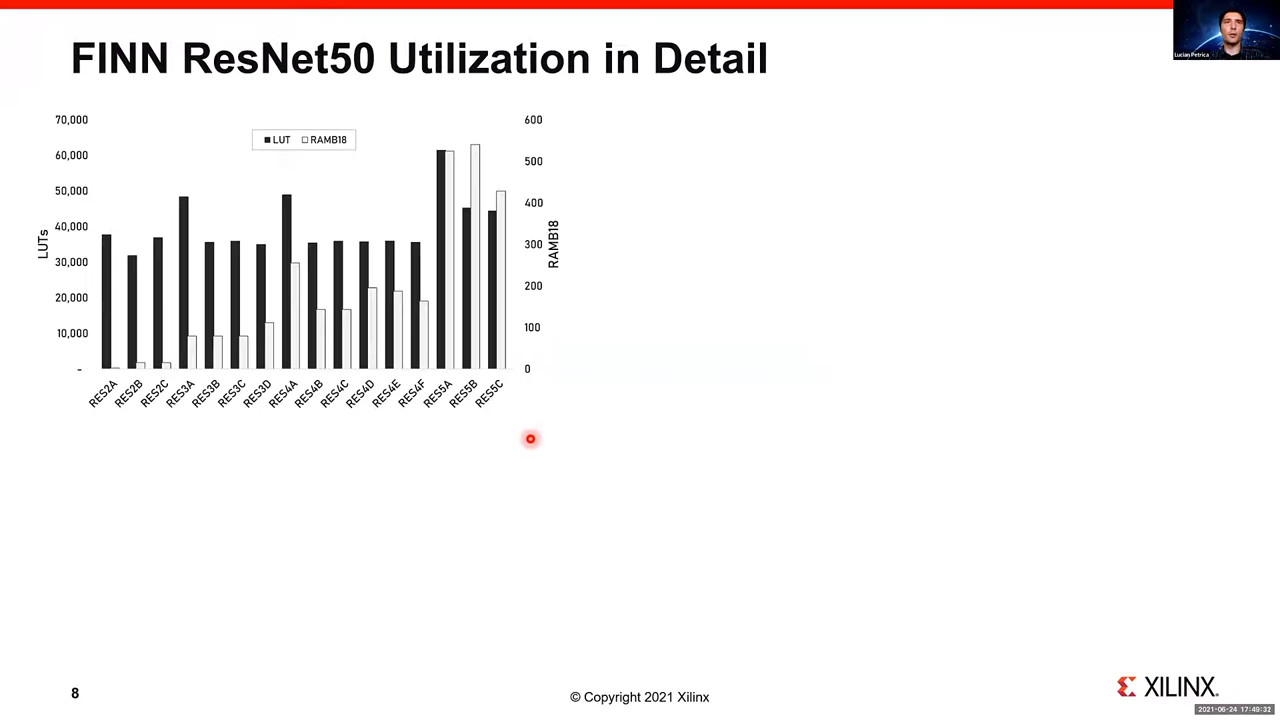 FINN ResNet50 Utilization in Detail
Lucian Petrica
70,000
60,000
50,000
40,000
30,000
20,000
10,000
-
LUTs
LUT RAMB18
600
500
400
300
200
100
0
RAMB18
RES2A RES2B RES2C RES3A RES3B RES3C RES3D RES4A RES4B RES4C RES4D RES4E RES4F RES5A RES5B RES5C
8
© Copyright 2021 Xilinx
XILINX.
2021-06-24 17:49:32